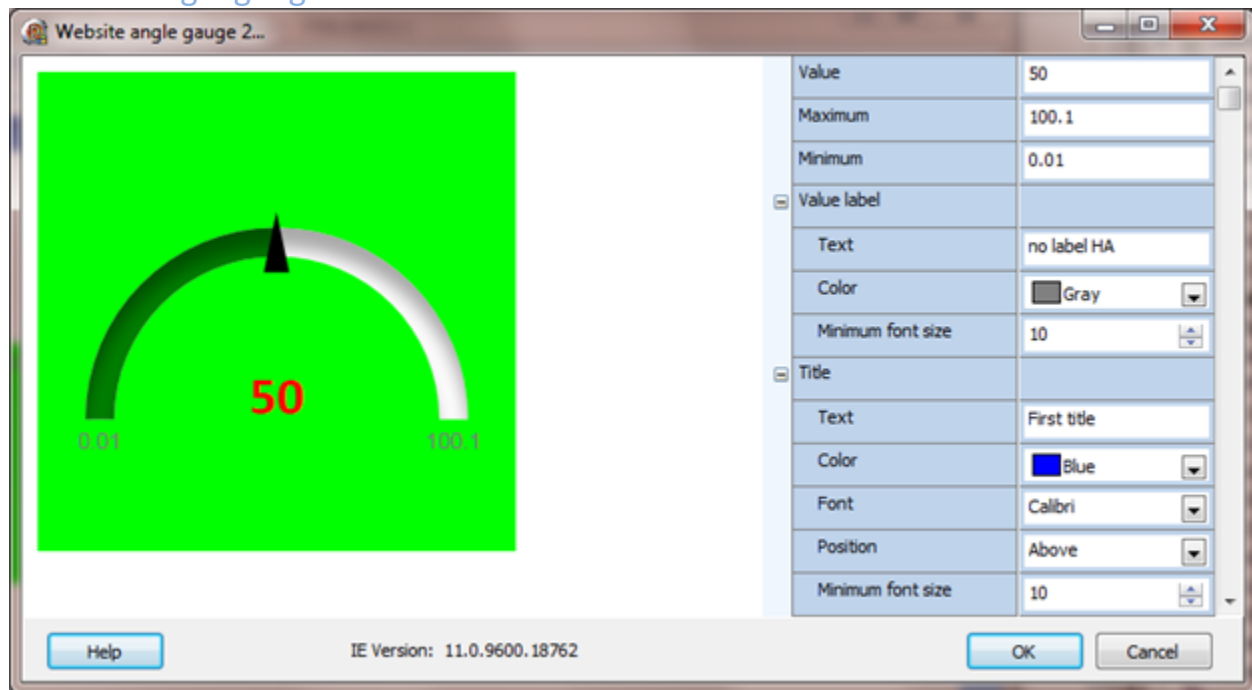 Website angle gauge 2...
Value 50
Maximum 100.1
Minimum 0.01
Value label
Text no label HA
Color Gray
Minimum font size 10
Title
Text First title
Color Blue
Font Calibri
Position Above
Minimum font size 10
50
0.01 100.1
Help IE Version: 11.0.9600.18762 OK Cancel